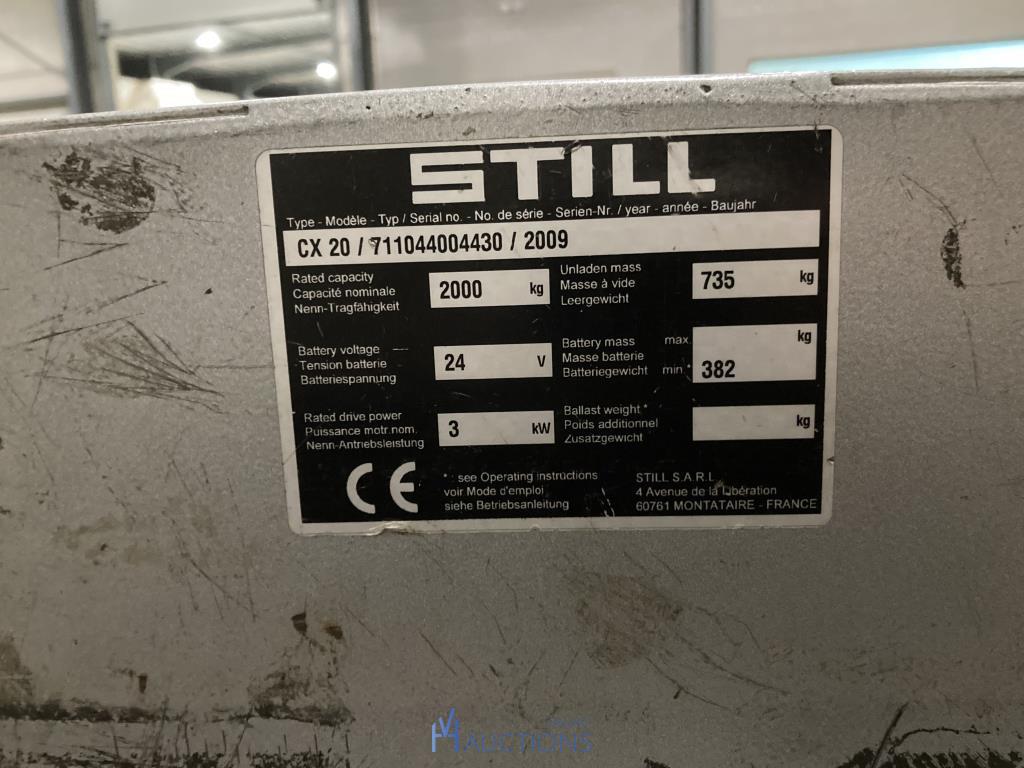 STILL
Type - Modèle - Typ / Serial no. - No. de série - Serien-Nr. / year - année - Baujahr
CX 20 / 711044004430 / 2009
Rated capacity
Capacité nominale
Nenn-Tragfähigkeit
2000 kg
Unladen mass
Masse à vide
Leergewicht
735 kg
Battery voltage
Tension batterie
Batteriespannung
24 V
Battery mass max.
Masse batterie
Batteriegewicht min.*
kg
382
Rated drive power
Puissance motr.nom.
Nenn-Antriebsleistung
3 kW
Ballast weight *
Poids additionnel
Zusatzgewicht
kg
CE
* : see Operating instructions
voir Mode d'emploi
siehe Betriebsanleitung
STILL S.A.R.L
4 Avenue de la Libération
60761 MONTATAIRE - FRANCE
AUCTIONS